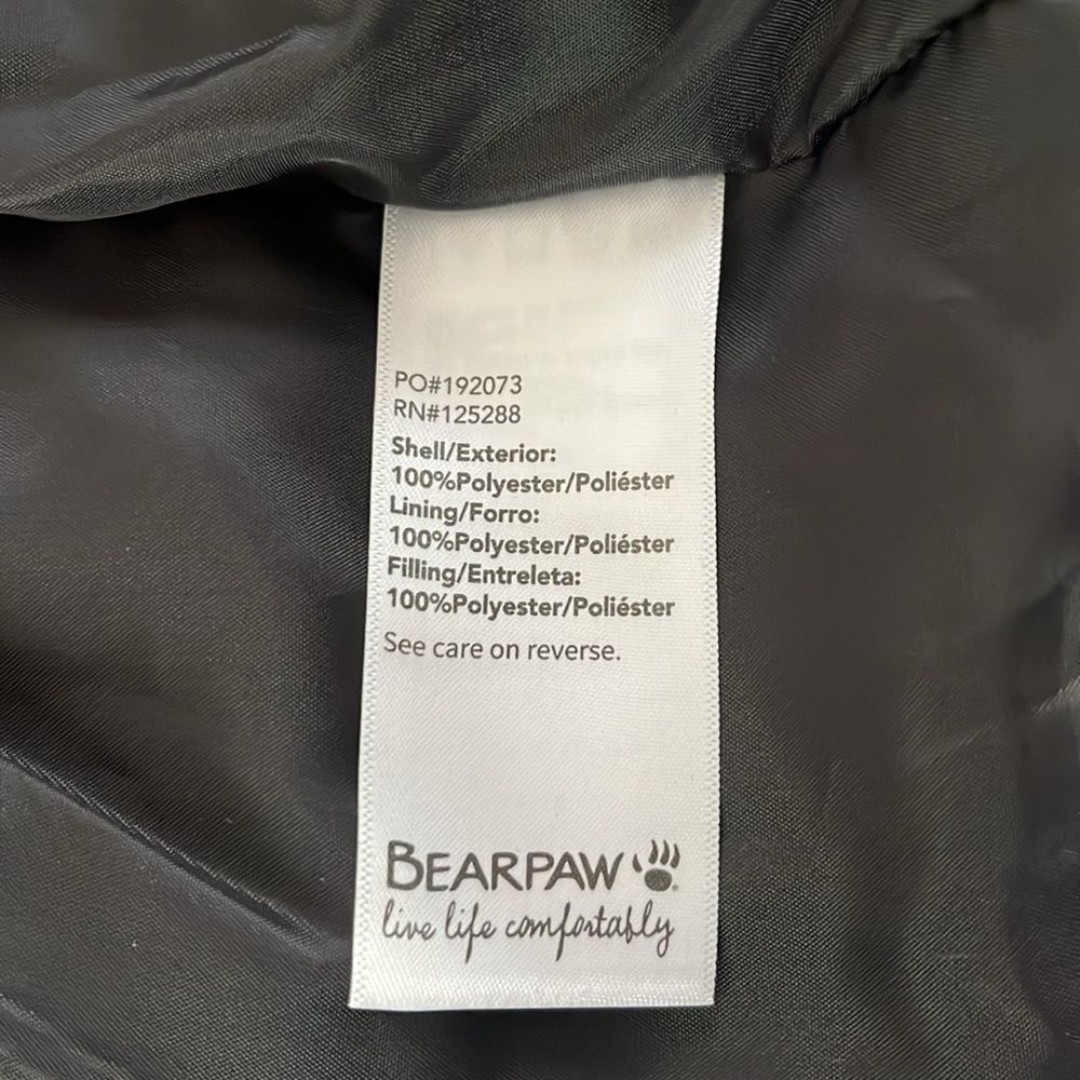 PO#192073
RN#125288
Shell/Exterior:
100%Polyester/Poliéster
Lining/Forro:
100%Polyester/Poliéster
Filling/Entreleta:
100%Polyester/Poliéster
See care on reverse.
BEARPAW
live life comfortably